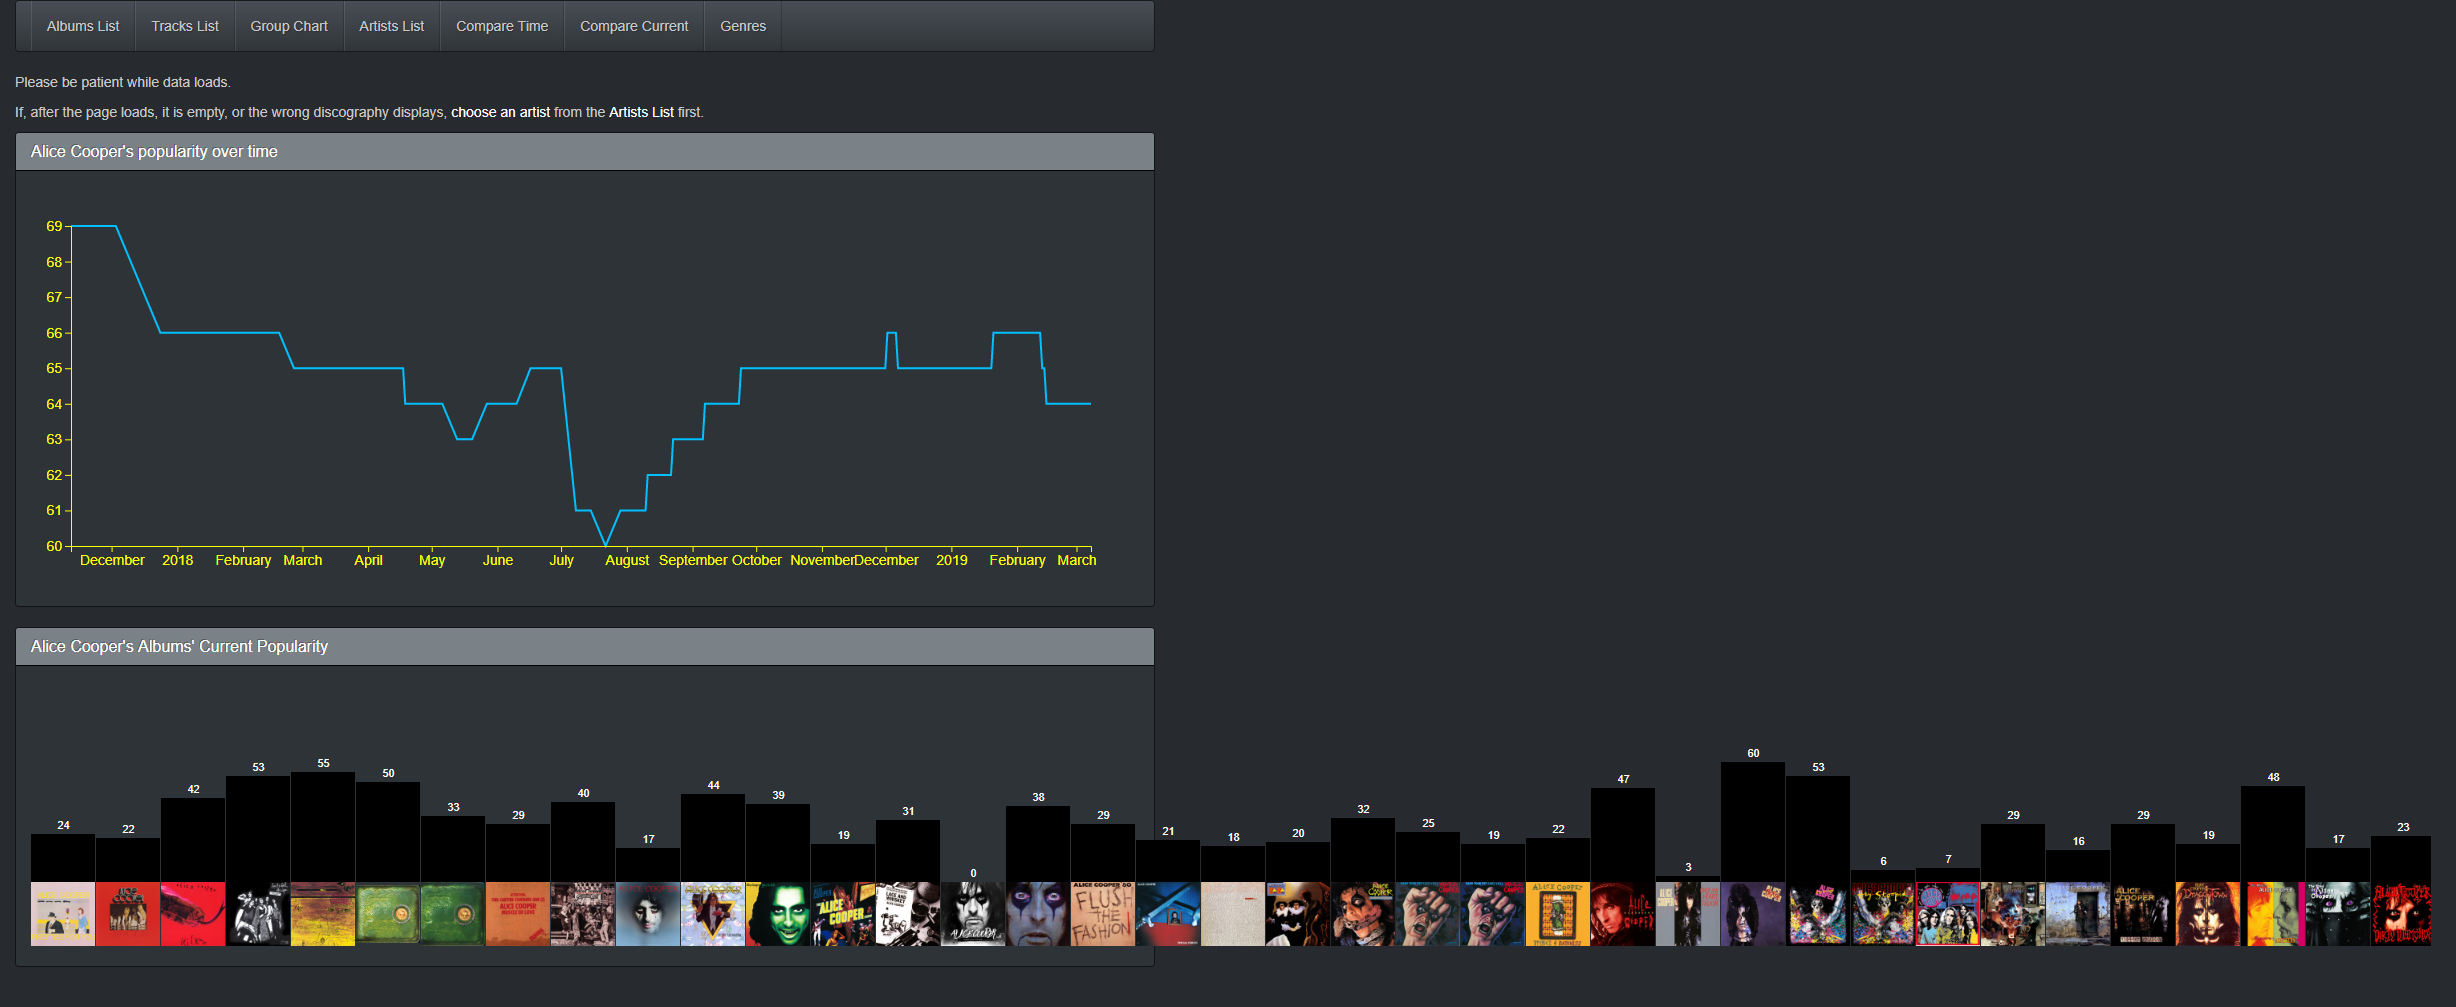 Albums List Tracks List Group Chart Artists List Compare Time Compare Current Genres
Please be patient while data loads.
If, after the page loads, it is empty, or the wrong discography displays, choose an artist from the Artists List first.
Alice Cooper's popularity over time
69
68
67
66
65
64
63
62
61
60
December 2018 February March April May June July August September October November December 2019 February March
Alice Cooper's Albums' Current Popularity
24 22 42 53 55 50 33 29 40 17 44 39 19 31 0 38 29 21 18 20 32 25 19 22 47 3 60 53 6 7 29 16 29 19 48 17 23
ALICE COOPER '80
FLUSH
THE
FASHION